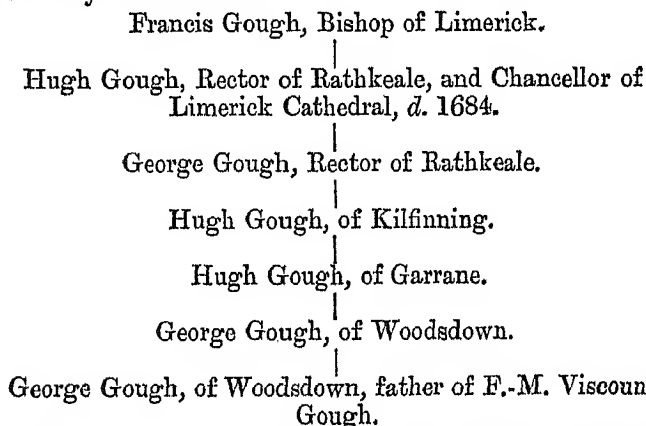 Francis Gough, Bishop of Limerick.
Hugh Gough, Rector of Rathkeale, and Chancellor of
Limerick Cathedral, d. 1684.
George Gough, Rector of Rathkeale.
Hugh Gough, of Kilfinning.
Hugh Gough, of Garrane.
George Gough, of Woodsdown.
George Gough, of Woodsdown, father of F.-M. Viscoun
Gough.